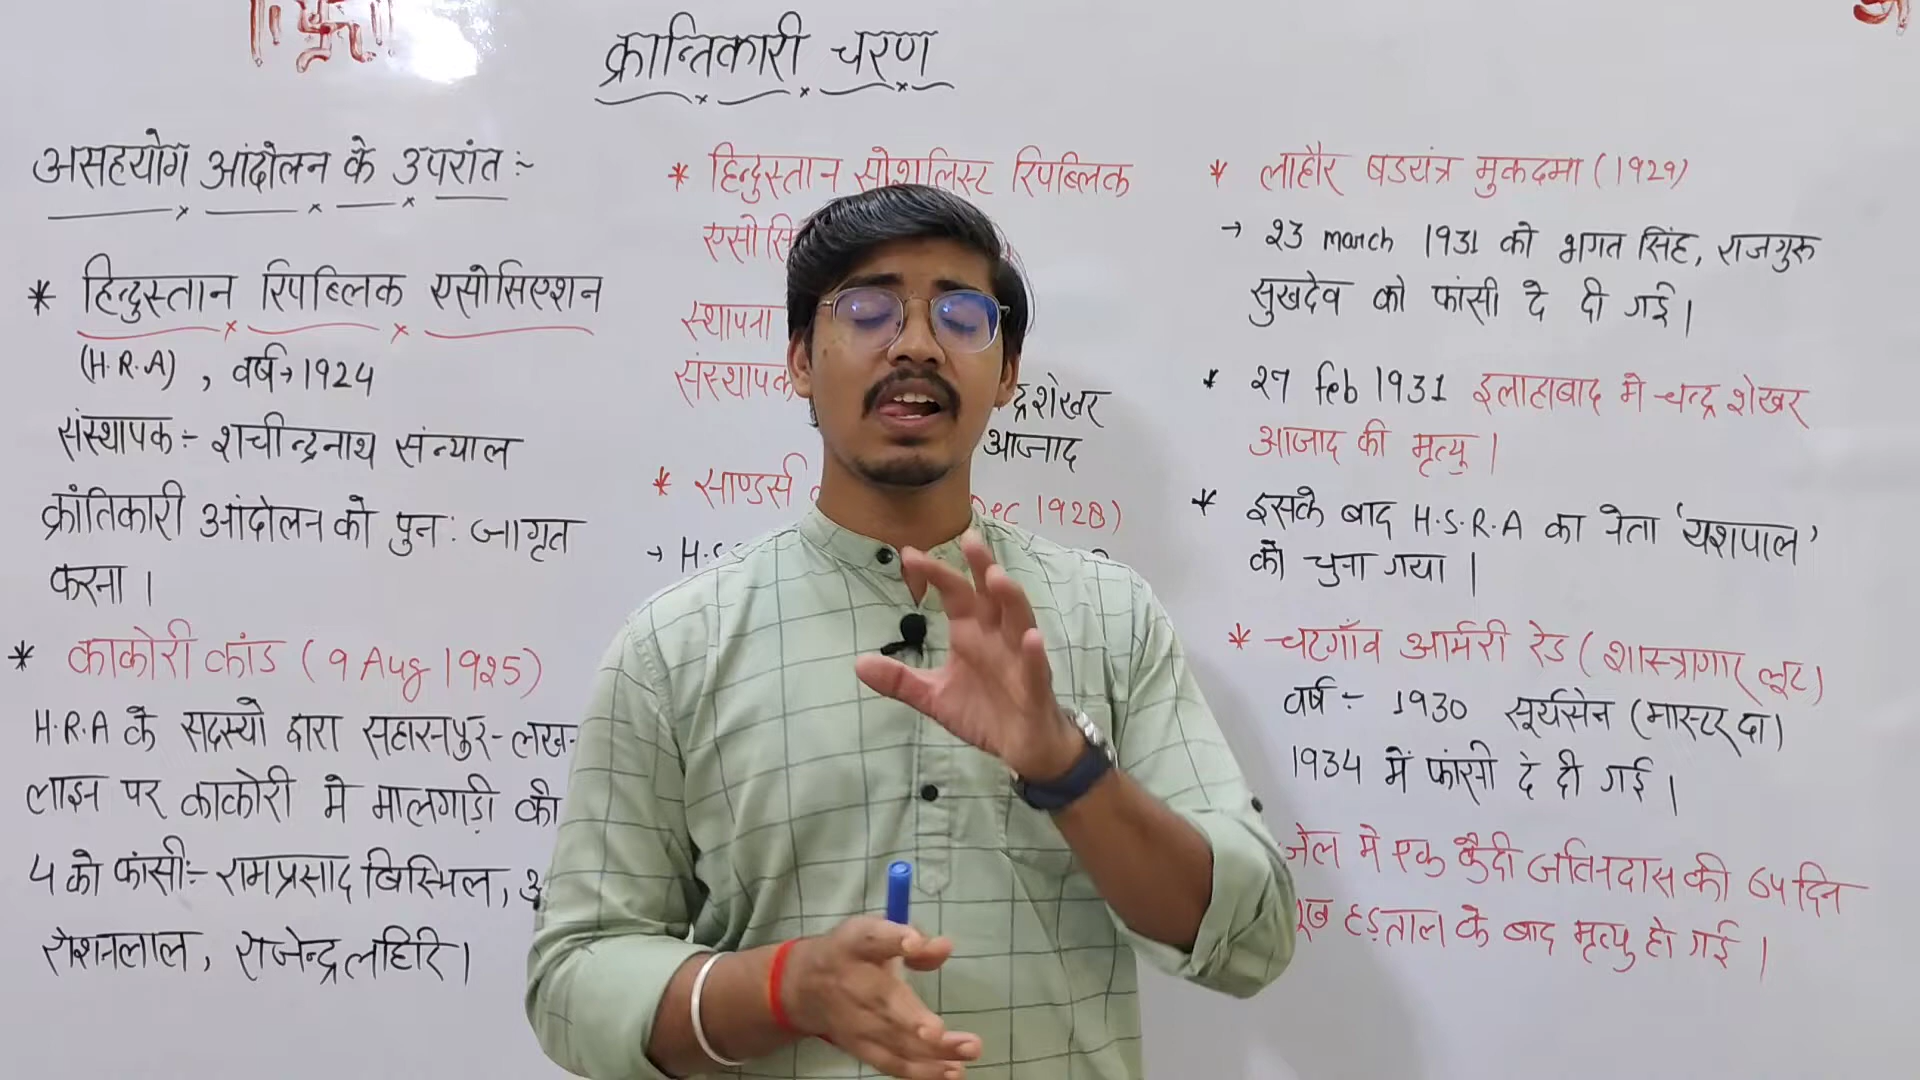 क्रान्तिकारी चरण
असहयोग आंदोलन के उपरांत :-
* हिन्दुस्तान रिपब्लिक एसोसिएशन
(H.R.A) , वर्ष → 1924
संस्थापक :- शचीन्द्रनाथ संन्याल
क्रांतिकारी आंदोलन को पुन: जागृत
करना ।
* काकोरी कांड ( 9 Aug 1925)
H.R.A के सदस्यो द्वारा सहारनपुर-लखन
लाइन पर काकोरी मे मालगाड़ी की
4 को फांसी :- रामप्रसाद बिस्मिल,
रोशनलाल, राजेन्द्र लहिरि ।
* हिन्दुस्तान सोशलिस्ट रिपब्लिक
एसोसि
स्थापना
संस्थापक
द्रशेखर
आजाद
* साण्डर्स Dec 1928)
→ H.S
* लाहौर षडयंत्र मुकदमा (1929)
→ 23 march 1931 को भगत सिंह, राजगुरु
सुखदेव को फांसी दे दी गई ।
* 27 feb 1931 इलाहाबाद मे चन्द्र शेखर
आजाद की मृत्यु ।
* इसके बाद H.S.R.A का नेता 'यशपाल'
को चुना गया ।
* चटगाँव आर्मरी रेड ( शास्त्रागार लूट)
वर्ष :- 1930 सूर्यसेन (मास्टर दा)
1934 में फांसी दे दी गई ।
जेल मे एक कैदी जतिनदास की 64 दिन
भूख हड़ताल के बाद मृत्यु हो गई ।